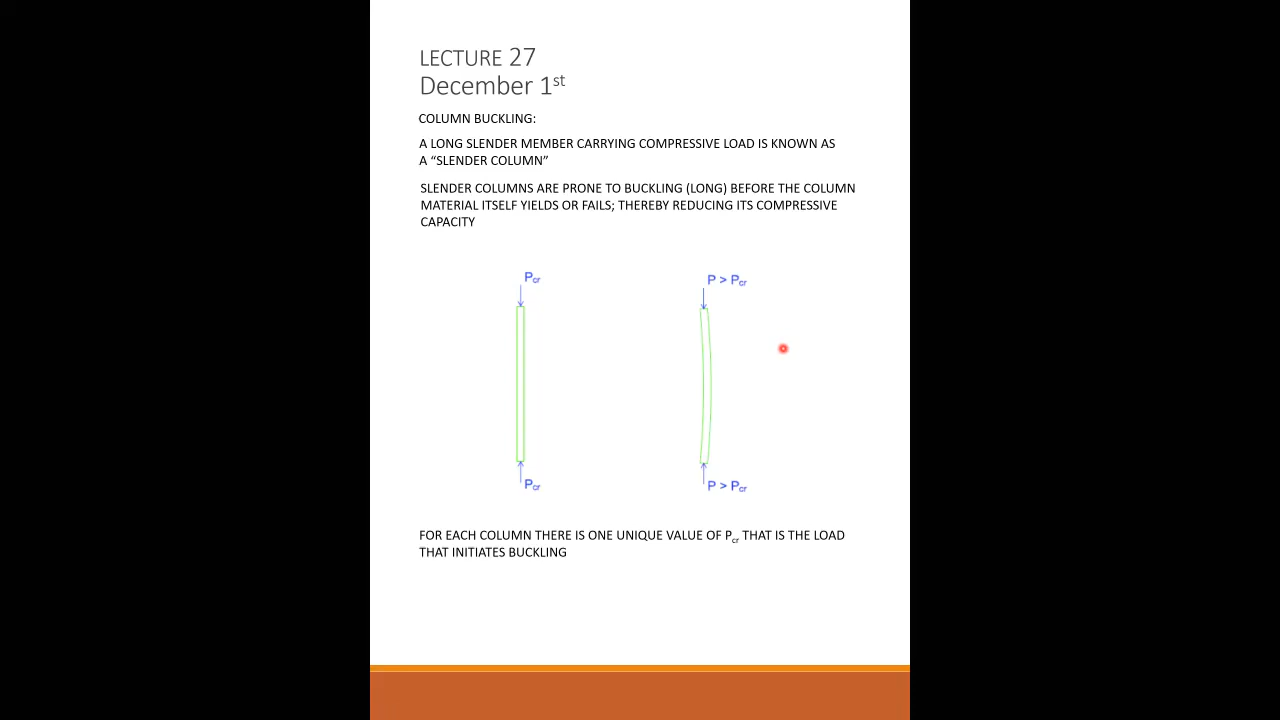 LECTURE 27
December 1st
COLUMN BUCKLING:
A LONG SLENDER MEMBER CARRYING COMPRESSIVE LOAD IS KNOWN AS
A “SLENDER COLUMN”
SLENDER COLUMNS ARE PRONE TO BUCKLING (LONG) BEFORE THE COLUMN
MATERIAL ITSELF YIELDS OR FAILS; THEREBY REDUCING ITS COMPRESSIVE
CAPACITY
Pcr
P > Pcr
Pcr
P > Pcr
FOR EACH COLUMN THERE IS ONE UNIQUE VALUE OF Pcr THAT IS THE LOAD
THAT INITIATES BUCKLING